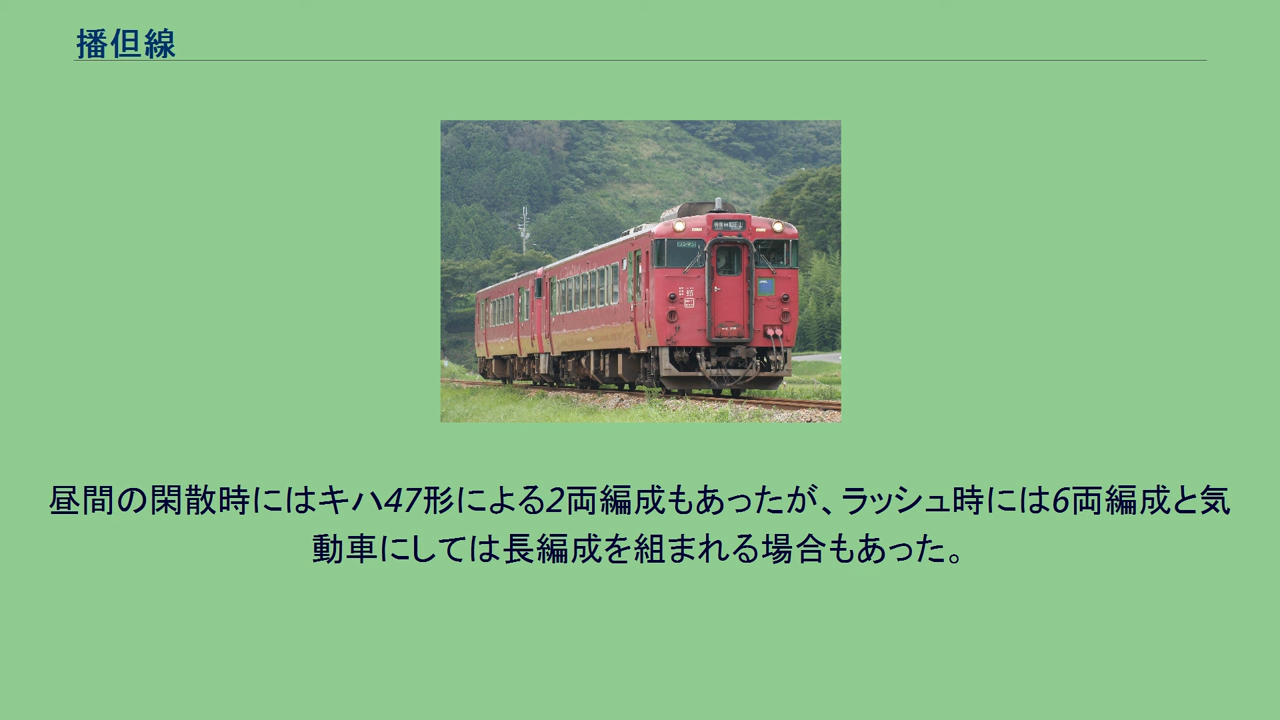 播但線
昼間の閑散時にはキハ47形による2両編成もあったが、ラッシュ時には6両編成と気
動車にしては長編成を組まれる場合もあった。